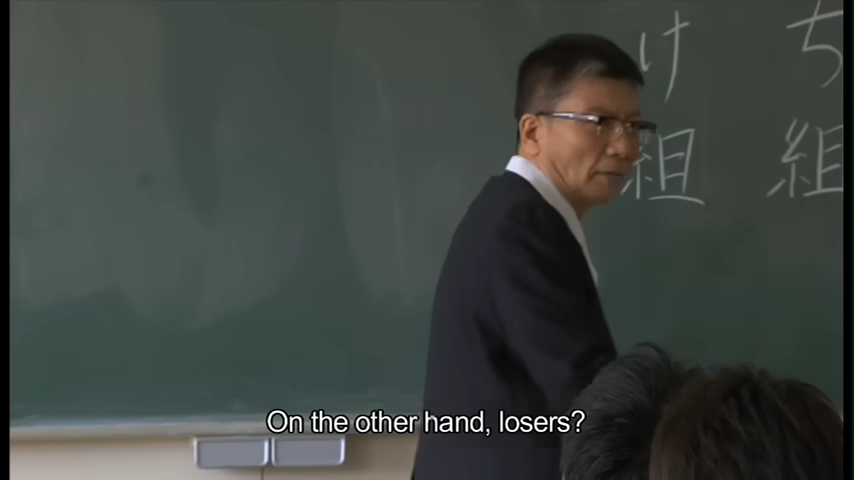 ち組
け組
On the other hand, losers?